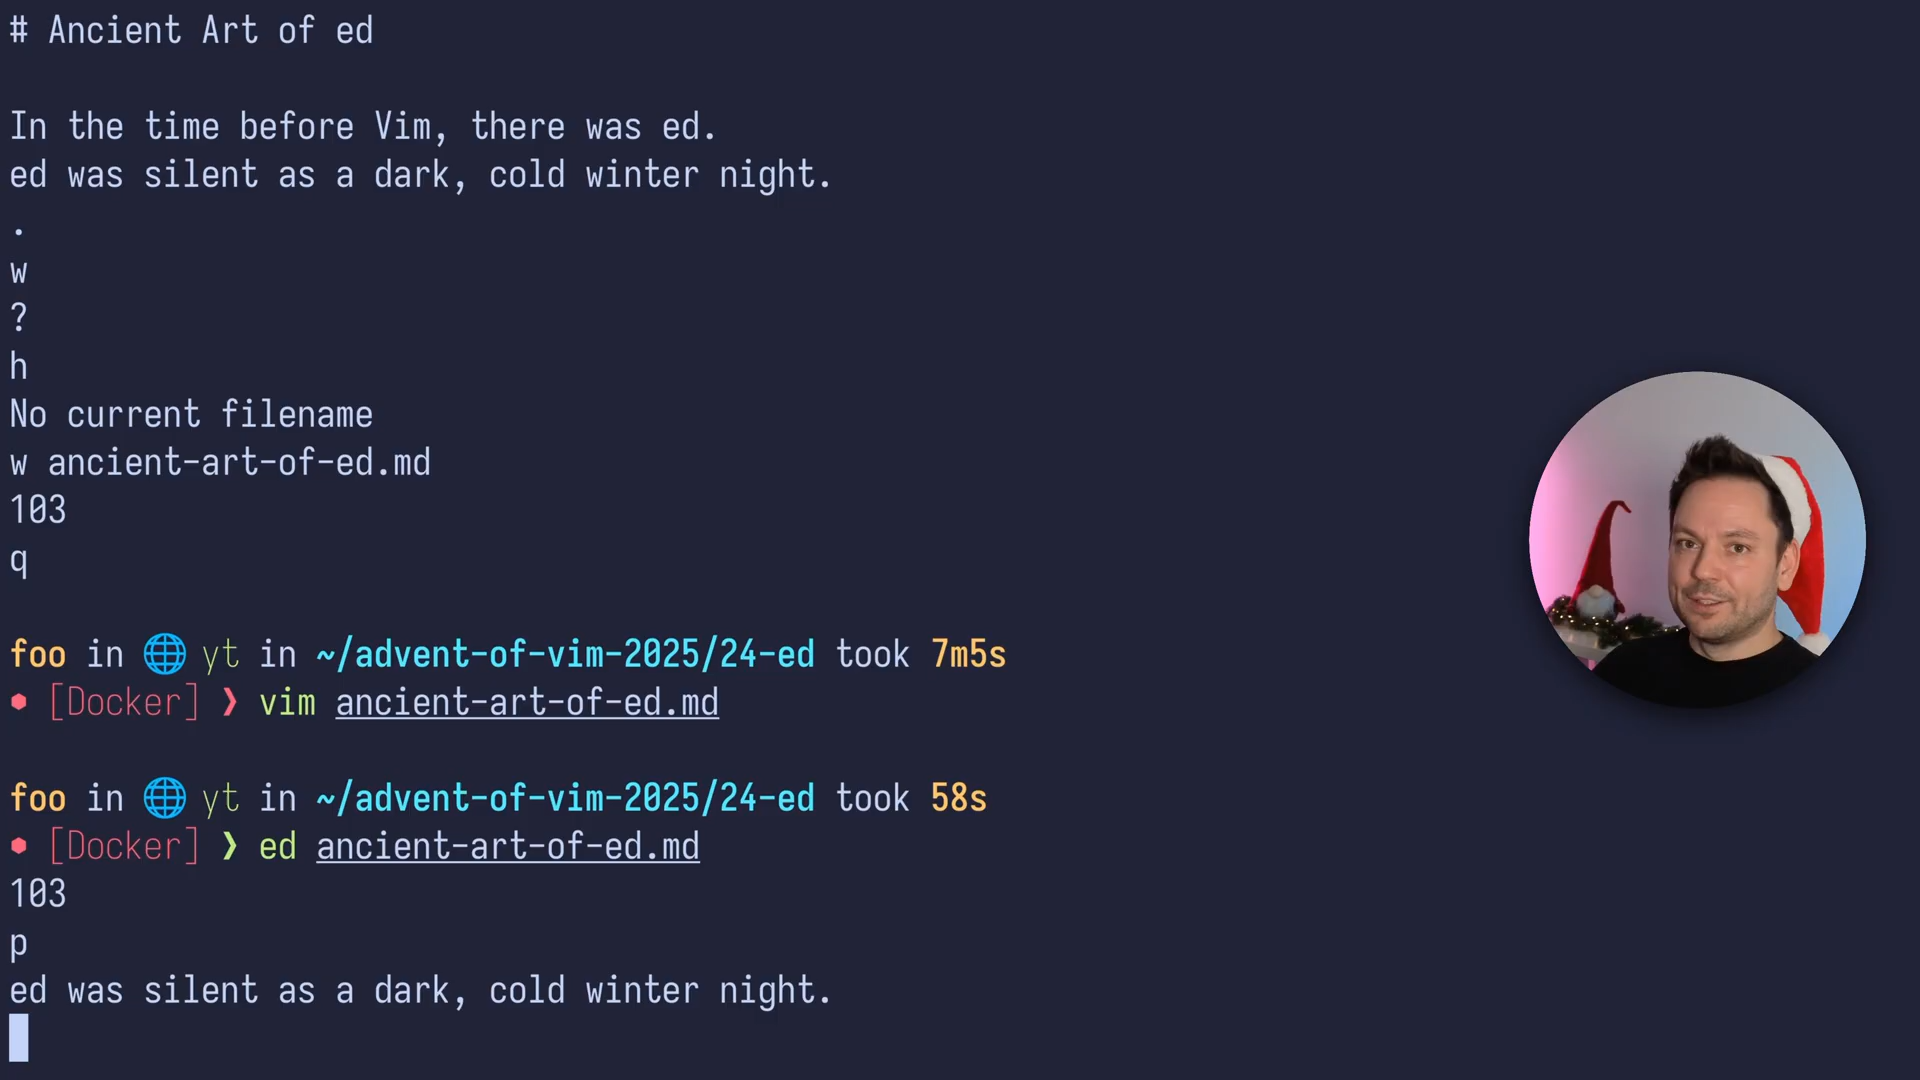 # Ancient Art of ed
In the time before Vim, there was ed.
ed was silent as a dark, cold winter night.
.
w
?
h
No current filename
w ancient-art-of-ed.md
103
q
foo in 🌐 yt in ~/advent-of-vim-2025/24-ed took 7m5s
• [Docker] ❯ vim ancient-art-of-ed.md
foo in 🌐 yt in ~/advent-of-vim-2025/24-ed took 58s
• [Docker] ❯ ed ancient-art-of-ed.md
103
p
ed was silent as a dark, cold winter night.